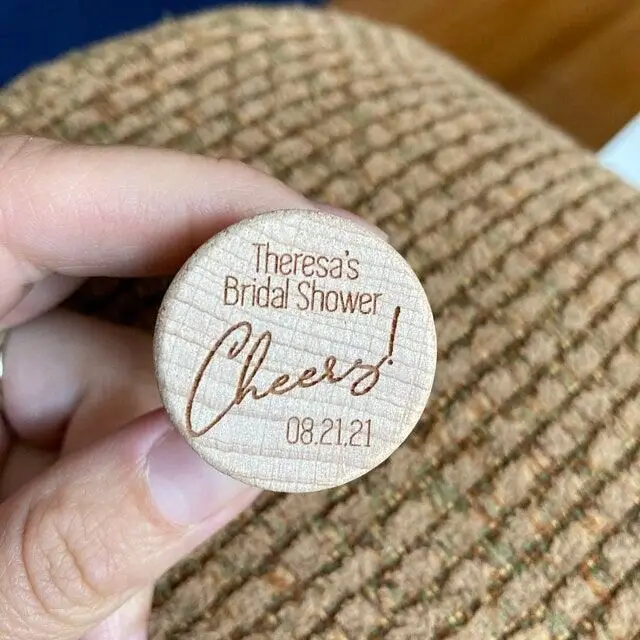 Theresa's
Bridal Shower
Cheers!
08.21.21